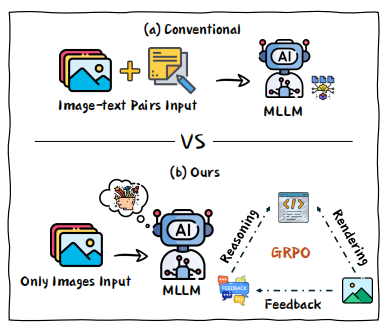 (a) Conventional
AI
Image-text Pairs Input
MLLM
VS
(b) Ours
AI
Only Images Input
MLLM
Reasoning
</>
Rendering
GRPO
FEEDBACK
Feedback